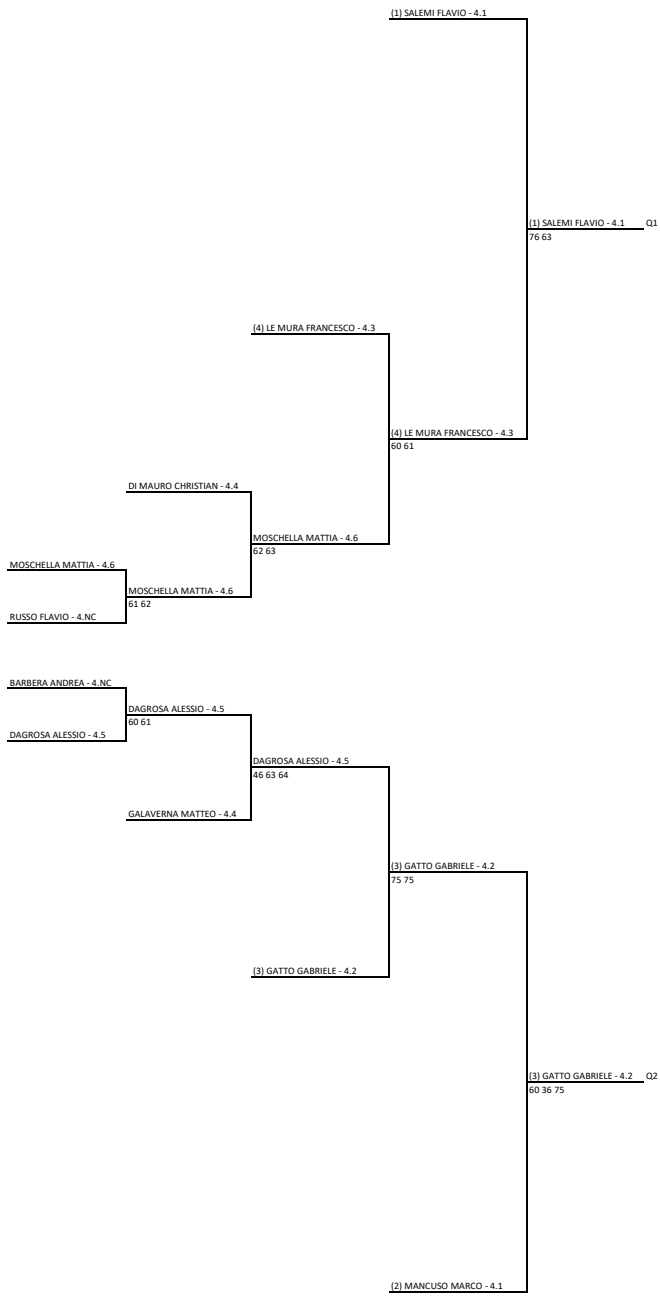 (1) SALEMI FLAVIO - 4.1
(1) SALEMI FLAVIO - 4.1 Q1
76 63
(4) LE MURA FRANCESCO - 4.3
(4) LE MURA FRANCESCO - 4.3
60 61
DI MAURO CHRISTIAN - 4.4
MOSCHELLA MATTIA - 4.6
62 63
MOSCHELLA MATTIA - 4.6
MOSCHELLA MATTIA - 4.6
61 62
RUSSO FLAVIO - 4.NC
BARBERA ANDREA - 4.NC
DAGROSA ALESSIO - 4.5
60 61
DAGROSA ALESSIO - 4.5
DAGROSA ALESSIO - 4.5
46 63 64
GALAVERNA MATTEO - 4.4
(3) GATTO GABRIELE - 4.2
75 75
(3) GATTO GABRIELE - 4.2
(3) GATTO GABRIELE - 4.2 Q2
60 36 75
(2) MANCUSO MARCO - 4.1